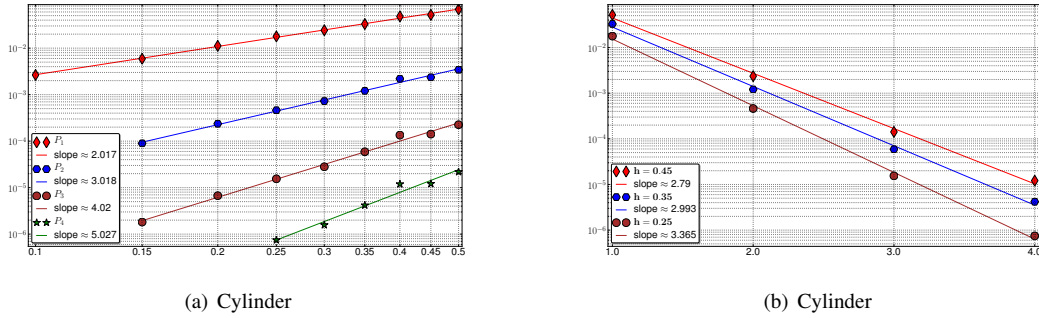 10⁻²
10⁻³
10⁻⁴
10⁻⁵
10⁻⁶
P₁
slope ≈ 2.017
P₂
slope ≈ 3.018
P₃
slope ≈ 4.02
P₄
slope ≈ 5.027
0.1 0.15 0.2 0.25 0.3 0.35 0.4 0.45 0.5
(a) Cylinder
10⁻²
10⁻³
10⁻⁴
10⁻⁵
10⁻⁶
h = 0.45
slope ≈ 2.79
h = 0.35
slope ≈ 2.993
h = 0.25
slope ≈ 3.365
1.0 2.0 3.0 4.0
(b) Cylinder